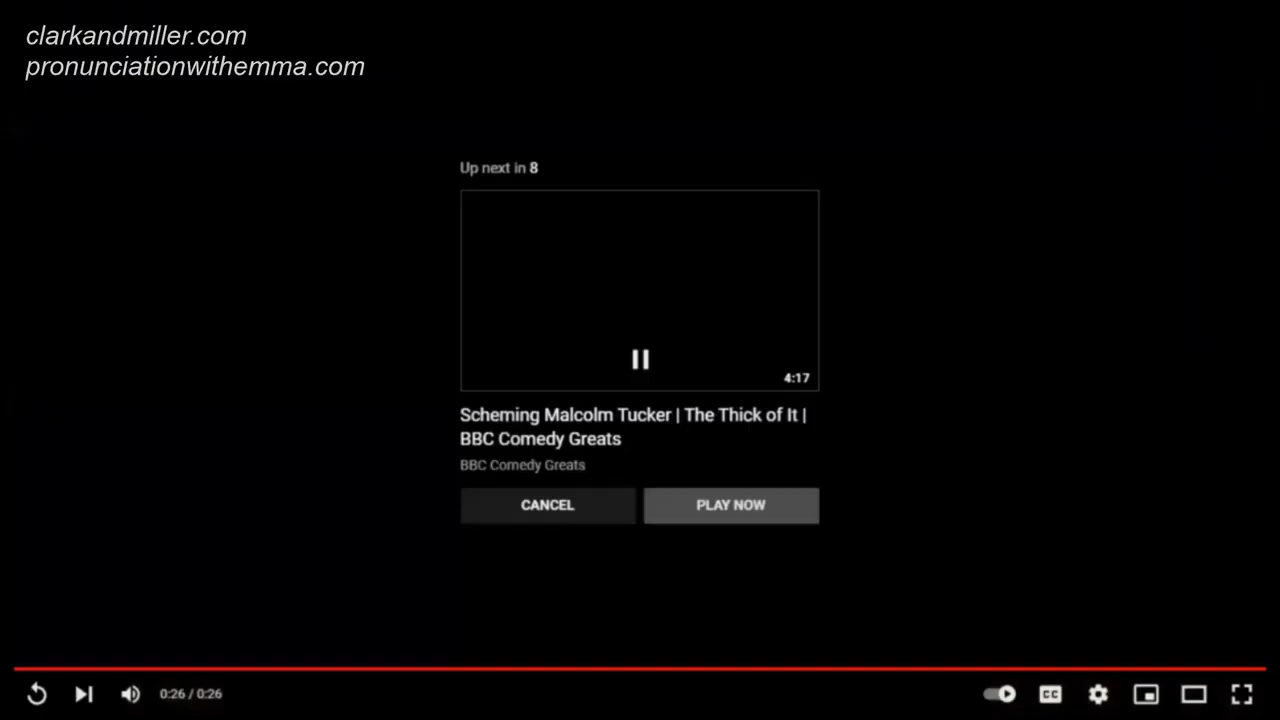 clarkandmiller.com
pronunciationwithemma.com
Up next in 8
4:17
Scheming Malcolm Tucker | The Thick of It |
BBC Comedy Greats
BBC Comedy Greats
CANCEL
PLAY NOW
0:26 / 0:26
CC